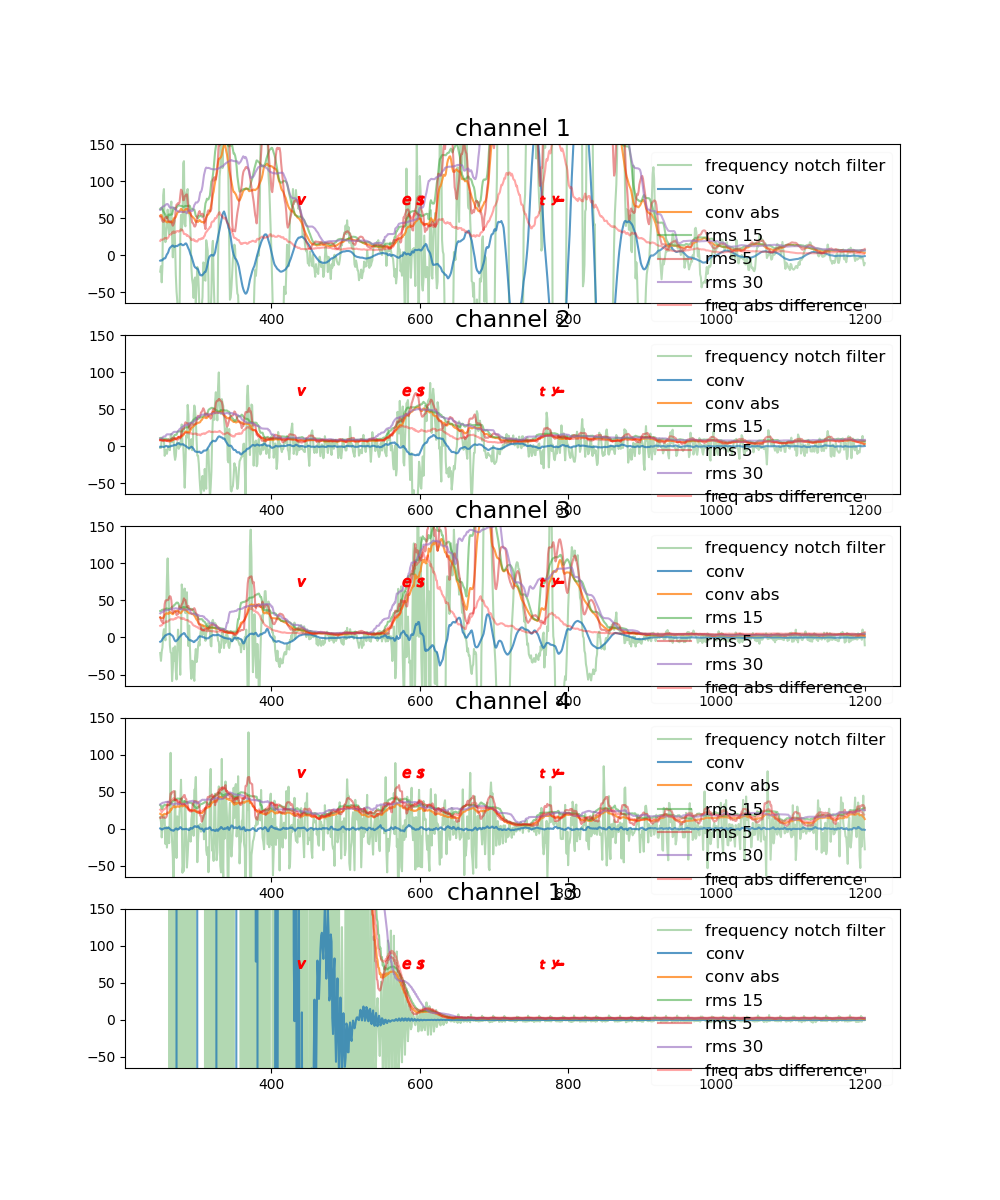 channel 1
150
100
50
0
−50
v e s t y
frequency notch filter
conv
conv abs
rms 15
rms 5
rms 30
freq abs difference
400 600 800 1000 1200
channel 2
150
100
50
0
−50
v e s t y
frequency notch filter
conv
conv abs
rms 15
rms 5
rms 30
freq abs difference
400 600 800 1000 1200
channel 3
150
100
50
0
−50
v e s t y
frequency notch filter
conv
conv abs
rms 15
rms 5
rms 30
freq abs difference
400 600 800 1000 1200
channel 4
150
100
50
0
−50
v e s t y
frequency notch filter
conv
conv abs
rms 15
rms 5
rms 30
freq abs difference
400 600 800 1000 1200
channel 13
150
100
50
0
−50
v e s t y
frequency notch filter
conv
conv abs
rms 15
rms 5
rms 30
freq abs difference
400 600 800 1000 1200